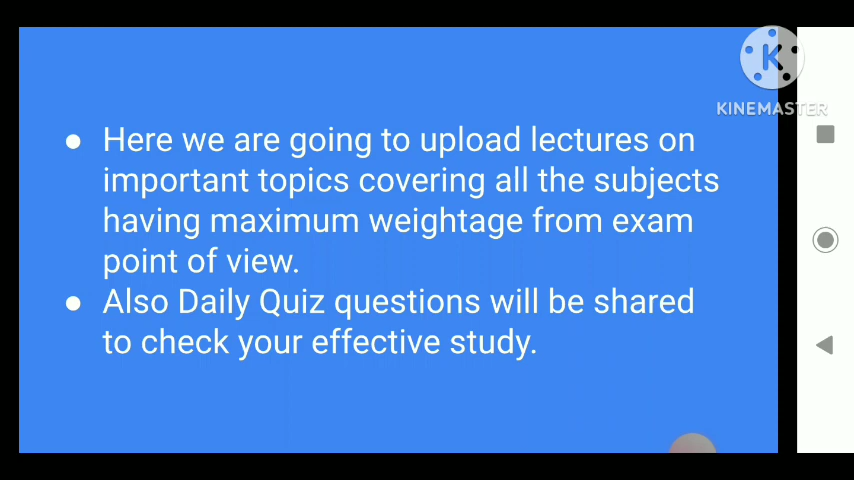 KINEMASTER
● Here we are going to upload lectures on
important topics covering all the subjects
having maximum weightage from exam
point of view.
● Also Daily Quiz questions will be shared
to check your effective study.